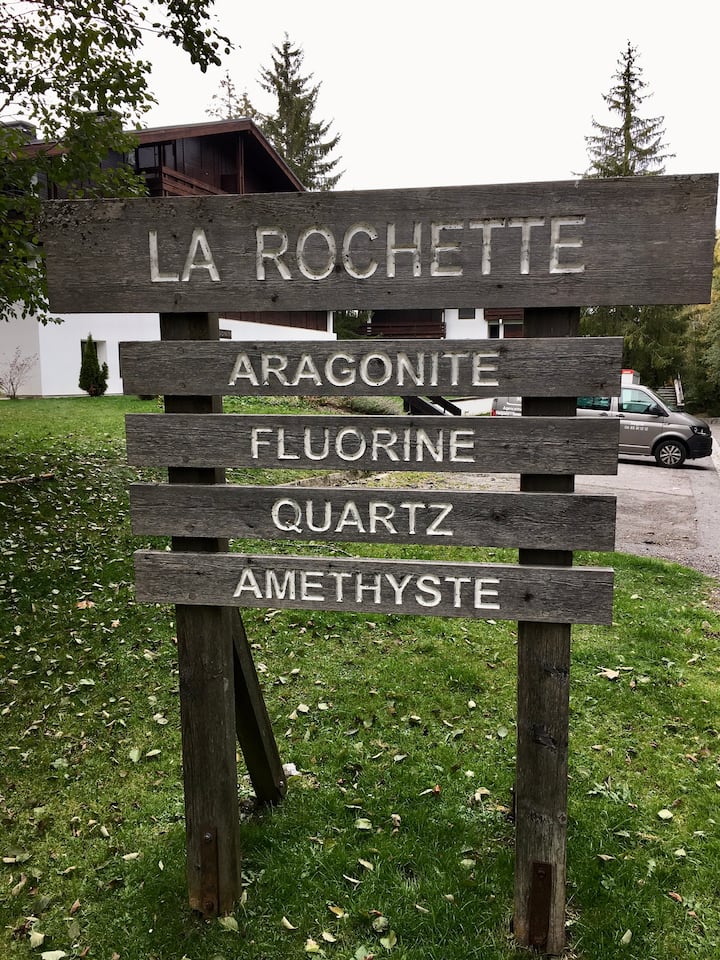 LA ROCHETTE
ARAGONITE
FLUORINE
QUARTZ
AMETHYSTE